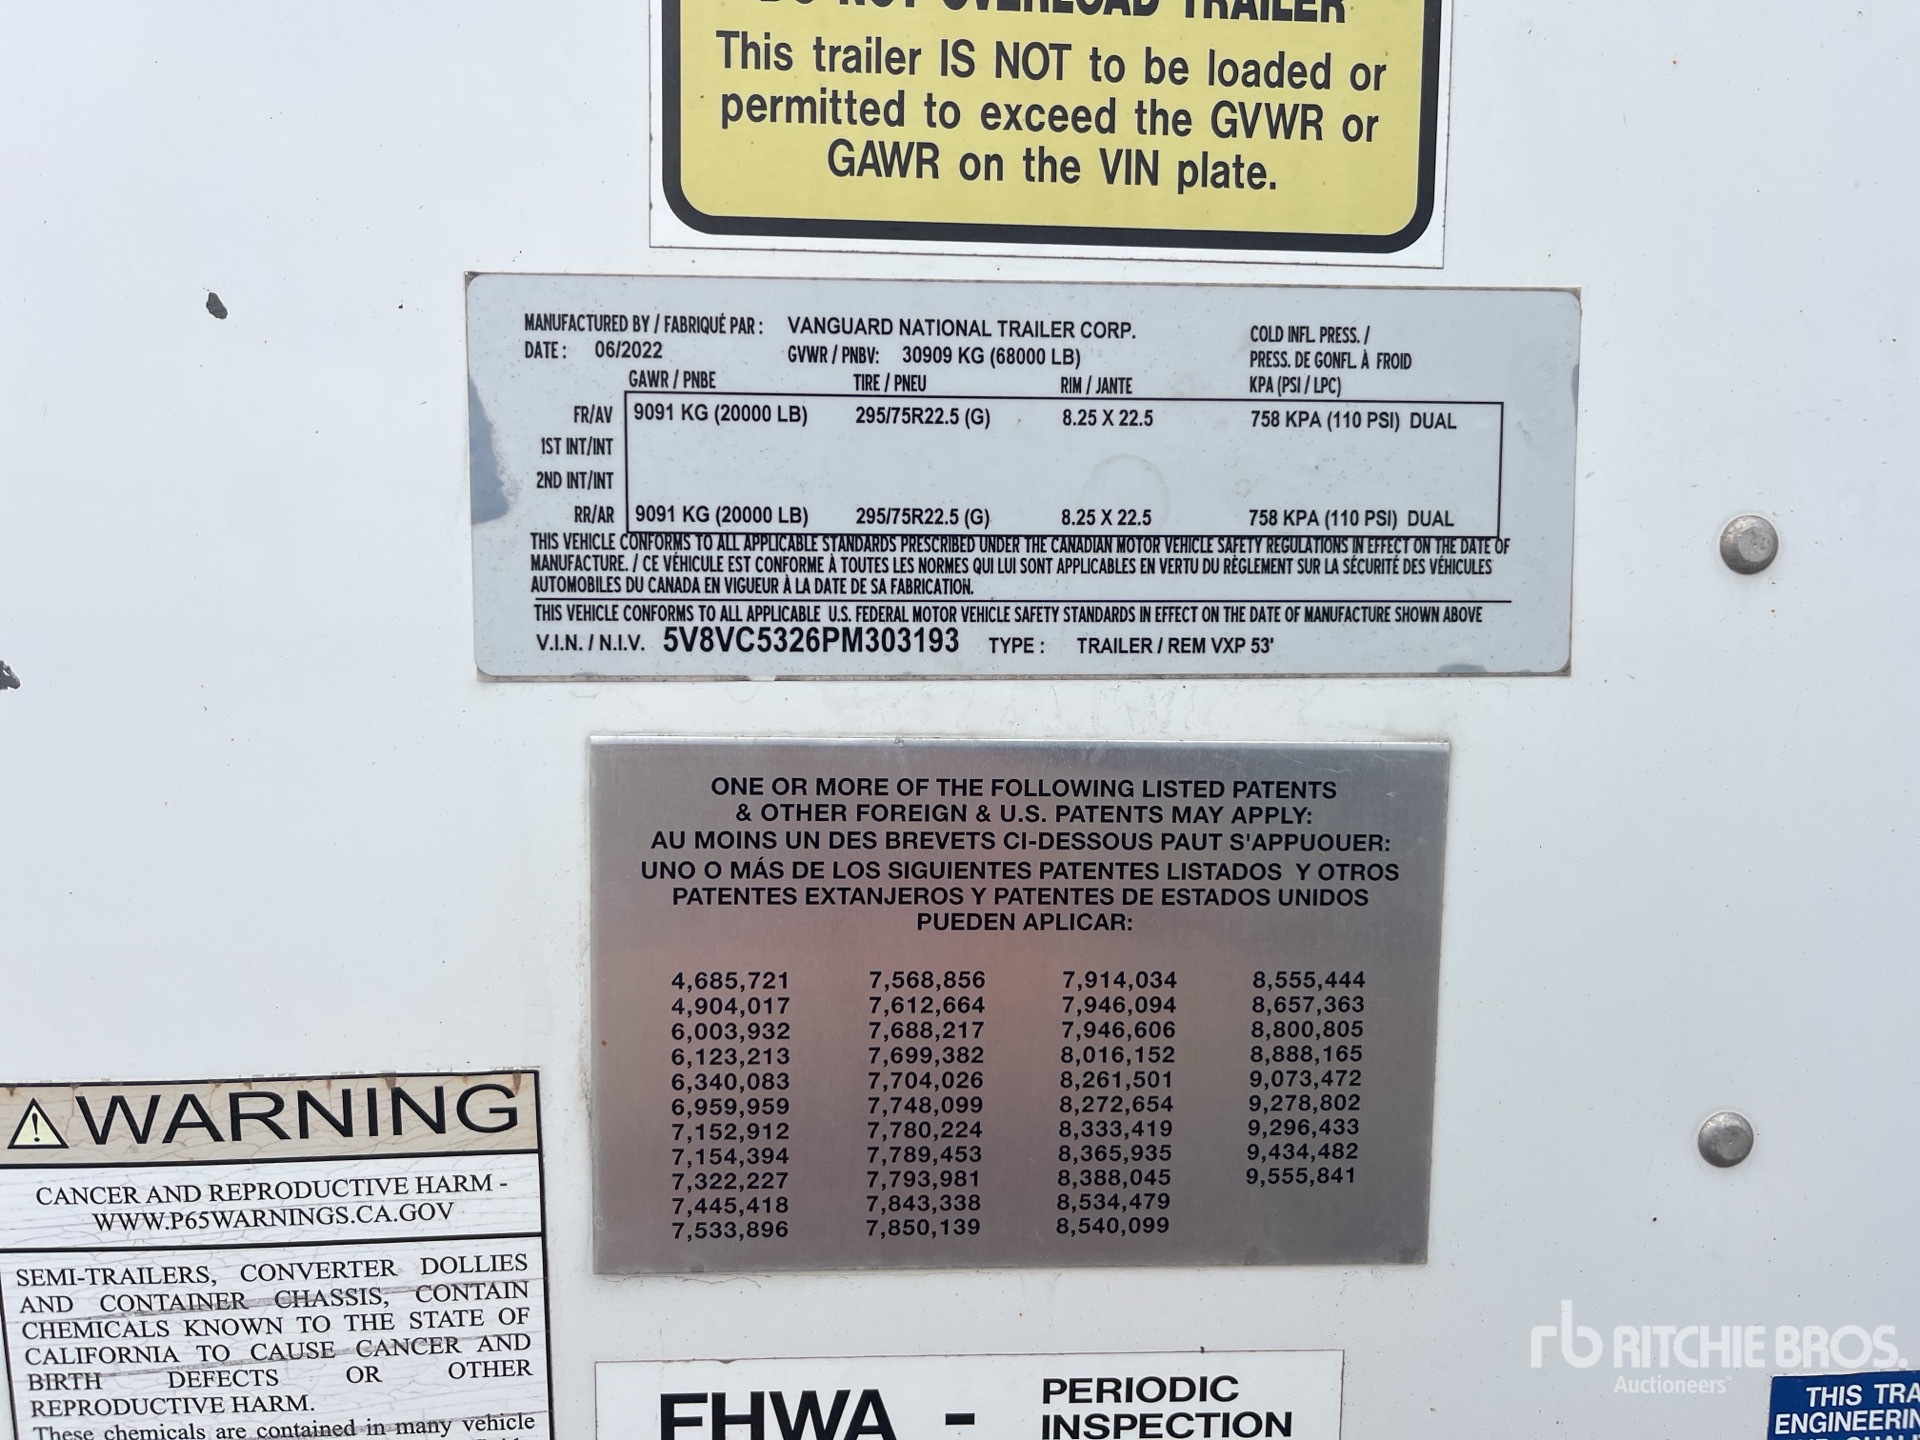 DO NOT OVERLOAD TRAILER
This trailer IS NOT to be loaded or
permitted to exceed the GVWR or
GAWR on the VIN plate.
MANUFACTURED BY / FABRIQUÉ PAR : VANGUARD NATIONAL TRAILER CORP.
DATE : 06/2022 GVWR / PNBV: 30909 KG (68000 LB)
COLD INFL. PRESS. /
PRESS. DE GONFL. À FROID
GAWR / PNBE TIRE / PNEU RIM / JANTE KPA (PSI / LPC)
FR/AV 9091 KG (20000 LB) 295/75R22.5 (G) 8.25 X 22.5 758 KPA (110 PSI) DUAL
1ST INT/INT
2ND INT/INT
RR/AR 9091 KG (20000 LB) 295/75R22.5 (G) 8.25 X 22.5 758 KPA (110 PSI) DUAL
THIS VEHICLE CONFORMS TO ALL APPLICABLE STANDARDS PRESCRIBED UNDER THE CANADIAN MOTOR VEHICLE SAFETY REGULATIONS IN EFFECT ON THE DATE OF
MANUFACTURE. / CE VÉHICULE EST CONFORME À TOUTES LES NORMES QUI LUI SONT APPLICABLES EN VERTU DU RÈGLEMENT SUR LA SÉCURITÉ DES VÉHICULES
AUTOMOBILES DU CANADA EN VIGUEUR À LA DATE DE SA FABRICATION.
THIS VEHICLE CONFORMS TO ALL APPLICABLE U.S. FEDERAL MOTOR VEHICLE SAFETY STANDARDS IN EFFECT ON THE DATE OF MANUFACTURE SHOWN ABOVE
V.I.N. / N.I.V. 5V8VC5326PM303193 TYPE : TRAILER / REM VXP 53'
ONE OR MORE OF THE FOLLOWING LISTED PATENTS
& OTHER FOREIGN & U.S. PATENTS MAY APPLY:
AU MOINS UN DES BREVETS CI-DESSOUS PAUT S'APPUOUER:
UNO O MÁS DE LOS SIGUIENTES PATENTES LISTADOS Y OTROS
PATENTES EXTANJEROS Y PATENTES DE ESTADOS UNIDOS
PUEDEN APLICAR:
4,685,721 7,568,856 7,914,034 8,555,444
4,904,017 7,612,664 7,946,094 8,657,363
6,003,932 7,688,217 7,946,606 8,800,805
6,123,213 7,699,382 8,016,152 8,888,165
6,340,083 7,704,026 8,261,501 9,073,472
6,959,959 7,748,099 8,272,654 9,278,802
7,152,912 7,780,224 8,333,419 9,296,433
7,154,394 7,789,453 8,365,935 9,434,482
7,322,227 7,793,981 8,388,045 9,555,841
7,445,418 7,843,338 8,534,479
7,533,896 7,850,139 8,540,099
WARNING
CANCER AND REPRODUCTIVE HARM -
WWW.P65WARNINGS.CA.GOV
SEMI-TRAILERS, CONVERTER DOLLIES
AND CONTAINER CHASSIS, CONTAIN
CHEMICALS KNOWN TO THE STATE OF
CALIFORNIA TO CAUSE CANCER AND
BIRTH DEFECTS OR OTHER
REPRODUCTIVE HARM.
These chemicals are contained in many vehicle
FHWA - PERIODIC
INSPECTION
rb RITCHIE BROS.
Auctioneers
THIS TRA
ENGINEERIN